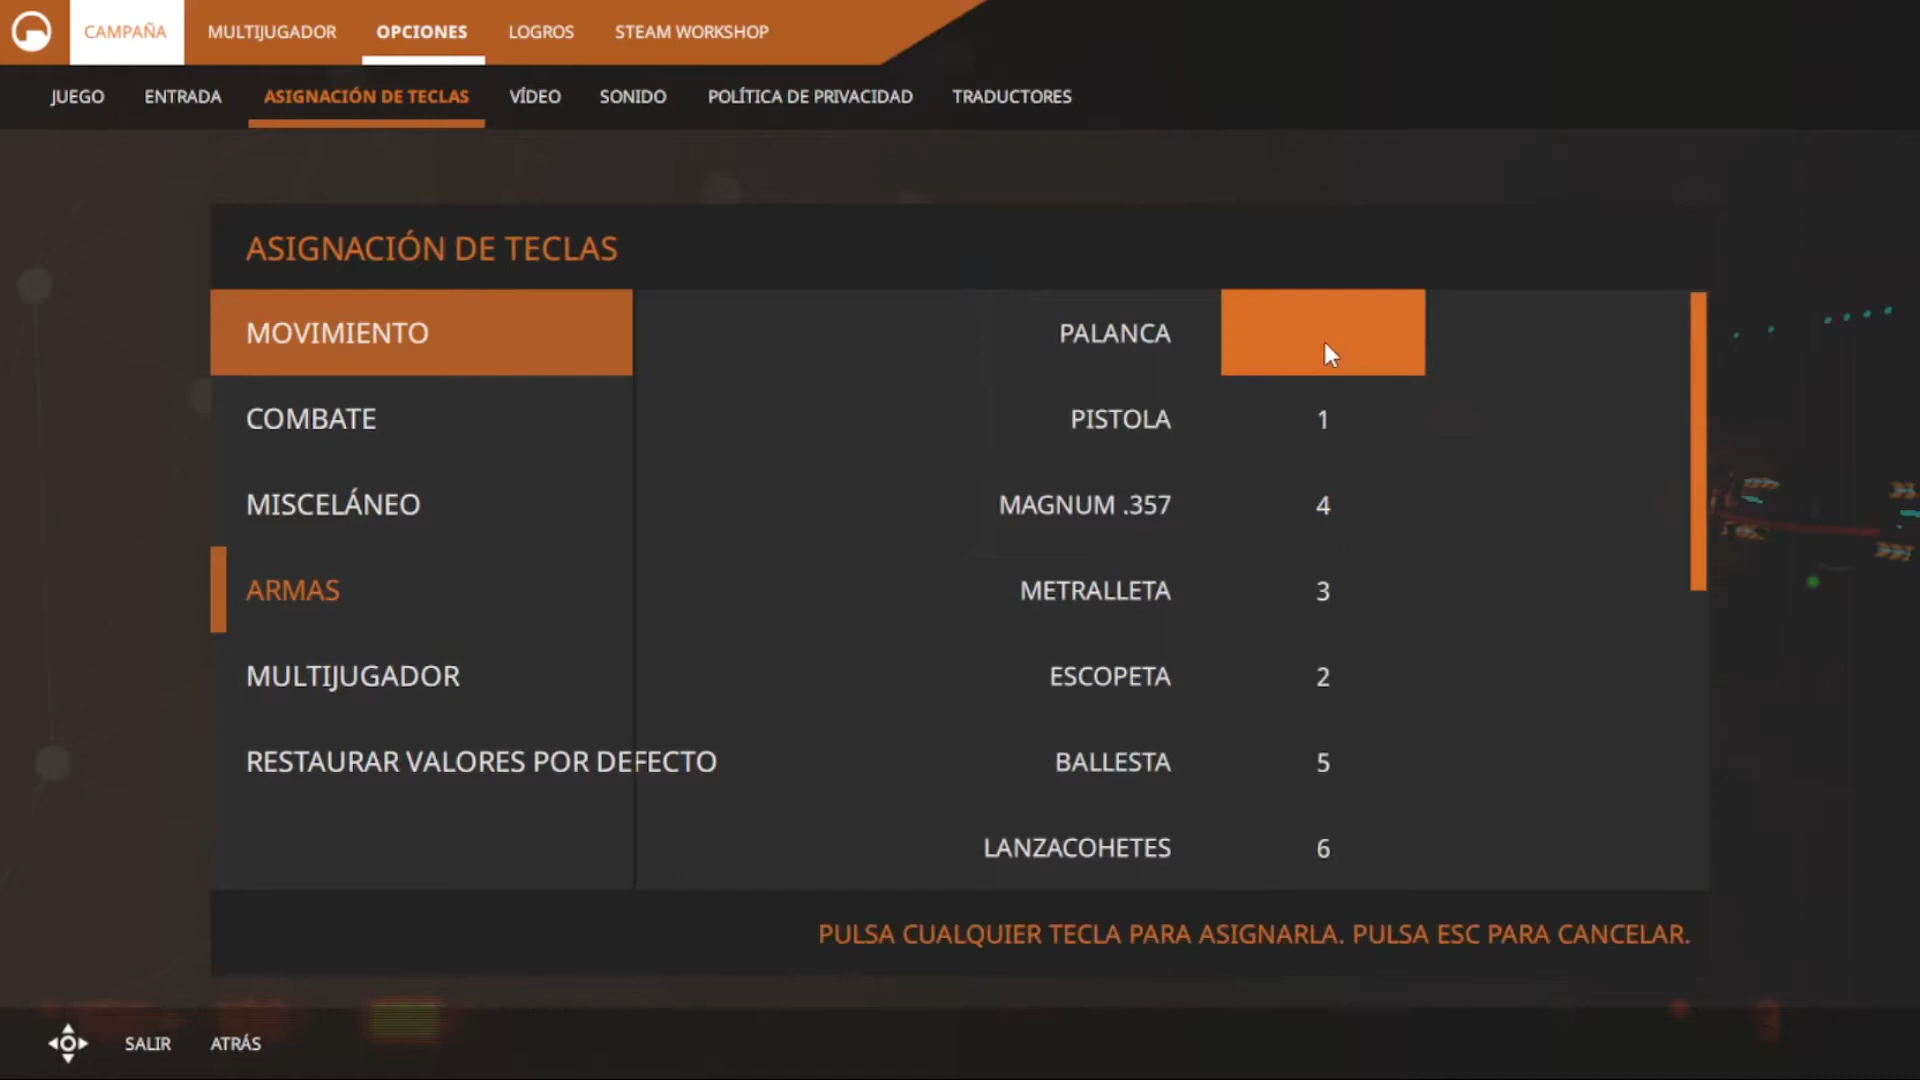 CAMPAÑA MULTIJUGADOR OPCIONES LOGROS STEAM WORKSHOP
JUEGO ENTRADA ASIGNACIÓN DE TECLAS VÍDEO SONIDO POLÍTICA DE PRIVACIDAD TRADUCTORES
ASIGNACIÓN DE TECLAS
MOVIMIENTO
COMBATE
MISCELÁNEO
ARMAS
MULTIJUGADOR
RESTAURAR VALORES POR DEFECTO
PALANCA
PISTOLA 1
MAGNUM .357 4
METRALLETA 3
ESCOPETA 2
BALLESTA 5
LANZACOHETES 6
PULSA CUALQUIER TECLA PARA ASIGNARLA. PULSA ESC PARA CANCELAR.
SALIR ATRÁS